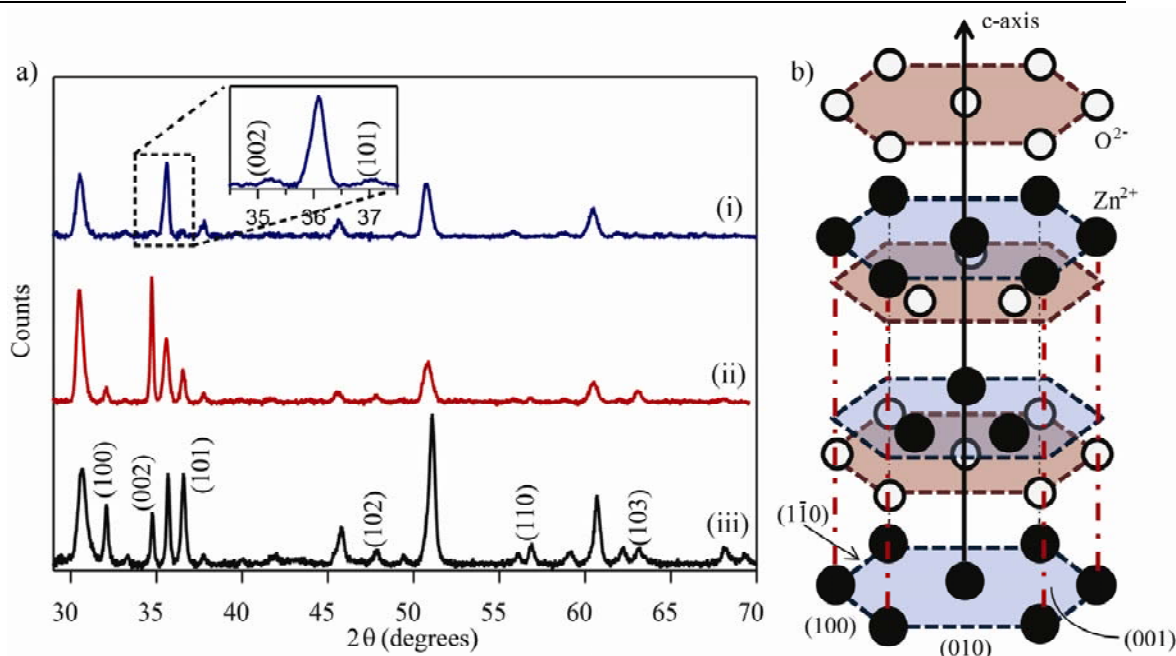 a)
(002)
(101)
35 36 37
(i)
(ii)
(100)
(002)
(101)
(102)
(110)
(103)
(iii)
Counts
30 35 40 45 50 55 60 65 70
2θ (degrees)
b)
c-axis
O²⁻
Zn²⁺
(11̄0)
(100)
(010)
(001)